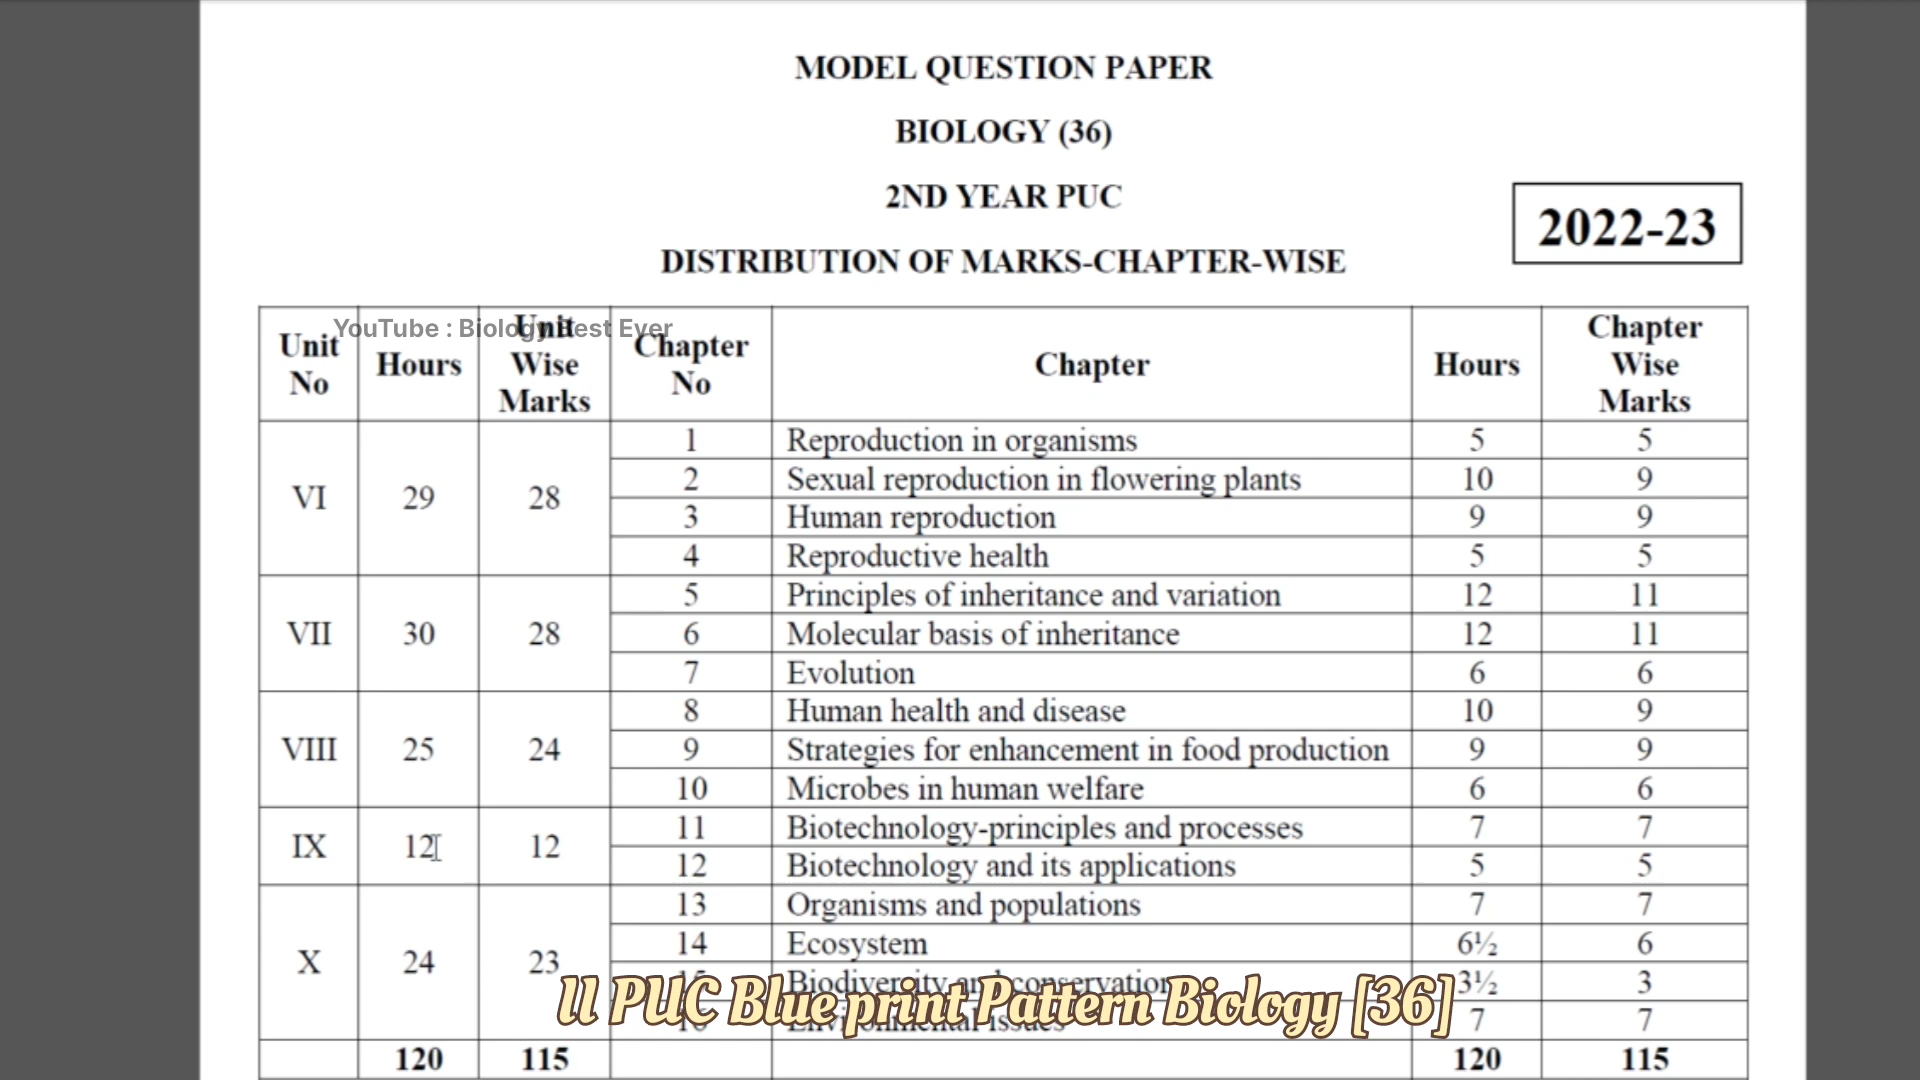 MODEL QUESTION PAPER
BIOLOGY (36)
2ND YEAR PUC
2022-23
DISTRIBUTION OF MARKS-CHAPTER-WISE
YouTube : Biology Best Ever
Unit No Hours Unit Wise Marks Chapter No Chapter Hours Chapter Wise Marks
VI 29 28
1 Reproduction in organisms 5 5
2 Sexual reproduction in flowering plants 10 9
3 Human reproduction 9 9
4 Reproductive health 5 5
VII 30 28
5 Principles of inheritance and variation 12 11
6 Molecular basis of inheritance 12 11
7 Evolution 6 6
VIII 25 24
8 Human health and disease 10 9
9 Strategies for enhancement in food production 9 9
10 Microbes in human welfare 6 6
IX 12 12
11 Biotechnology-principles and processes 7 7
12 Biotechnology and its applications 5 5
X 24 23
13 Organisms and populations 7 7
14 Ecosystem 6½ 6
15 Biodiversity and conservation 3½ 3
16 Environmental issues 7 7
120 115 120 115
ll PUC Blue print Pattern Biology [36]